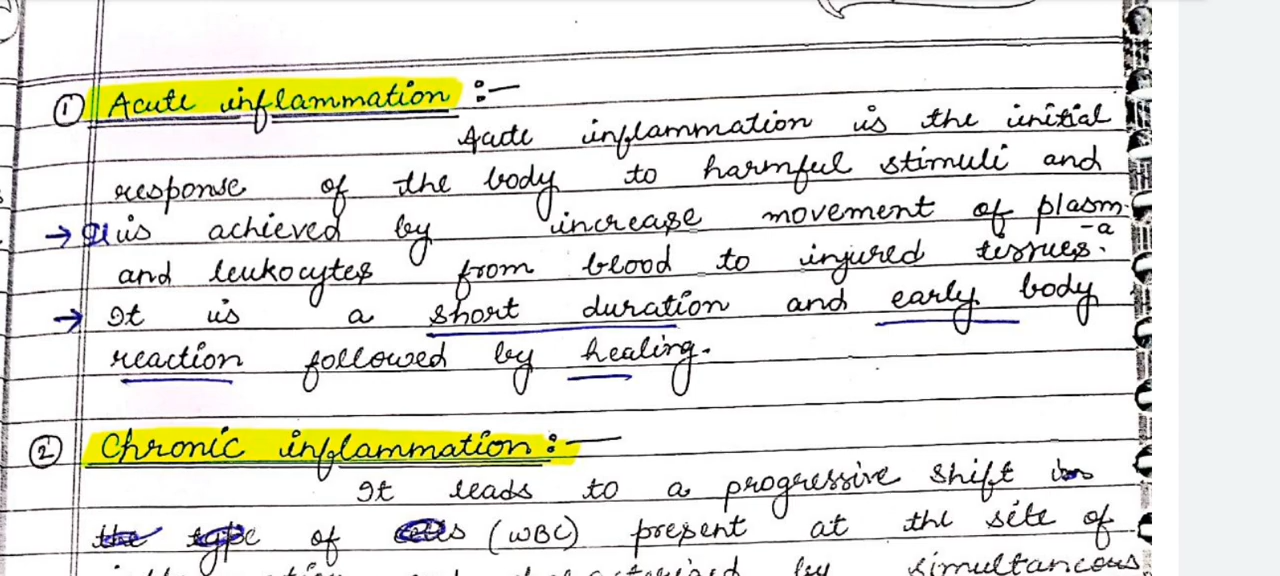 ① Acute inflammation :-
Acute inflammation is the initial
response of the body to harmful stimuli and
→ It is achieved by increase movement of plasm-
-a
and leukocytes from blood to injured tissues.
→ It is a short duration and early body
reaction followed by healing.
② Chronic inflammation :-
It leads to a progressive shift in
the type of cells (WBC) present at the site of
by simultaneous